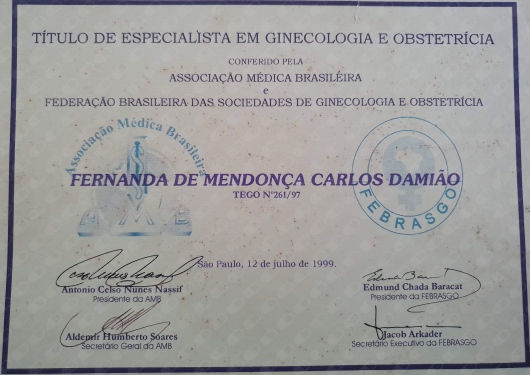 TÍTULO DE ESPECIALISTA EM GINECOLOGIA E OBSTETRÍCIA
CONFERIDO PELA
ASSOCIAÇÃO MÉDICA BRASILEIRA
e
FEDERAÇÃO BRASILEIRA DAS SOCIEDADES DE GINECOLOGIA E OBSTETRÍCIA
Associação Médica Brasileira
FERNANDA DE MENDONÇA CARLOS DAMIÃO
TEGO Nº261/97
AMB
FEBRASGO
São Paulo, 12 de julho de 1999.
Antonio Celso Nunes Nassif
Presidente da AMB
Edmund Chada Baracat
Presidente da FEBRASGO
Aldemir Humberto Soares
Secretário Geral da AMB
Jacob Arkader
Secretário Executivo da FEBRASGO